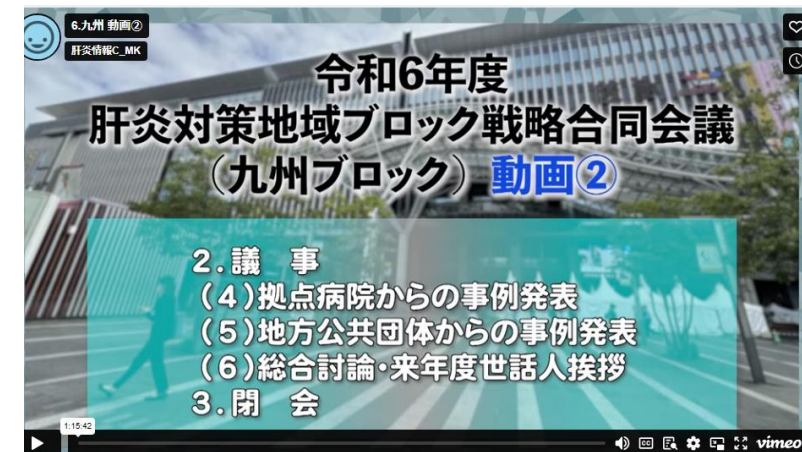 6.九州 動画②
肝炎情報C_MK
令和6年度
肝炎対策地域ブロック戦略合同会議
（九州ブロック）動画②
2.議　事
（4）拠点病院からの事例発表
（5）地方公共団体からの事例発表
（6）総合討論・来年度世話人挨拶
3.閉　会
1:15:42
CC
vimeo